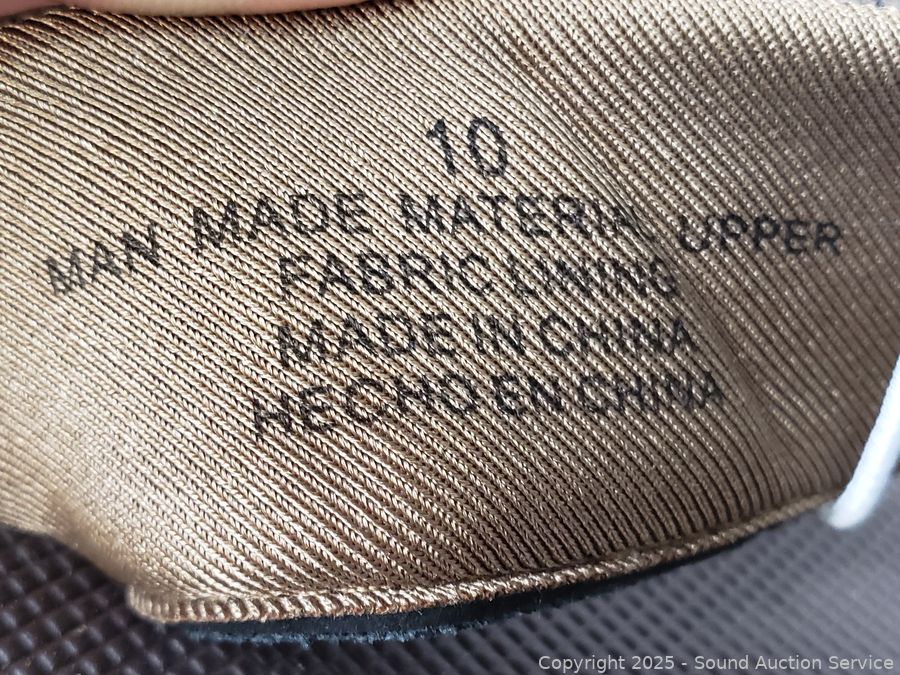 10
MAN MADE MATERIAL UPPER
FABRIC LINING
MADE IN CHINA
HECHO EN CHINA
Copyright © 2025 - Sound Auction Service